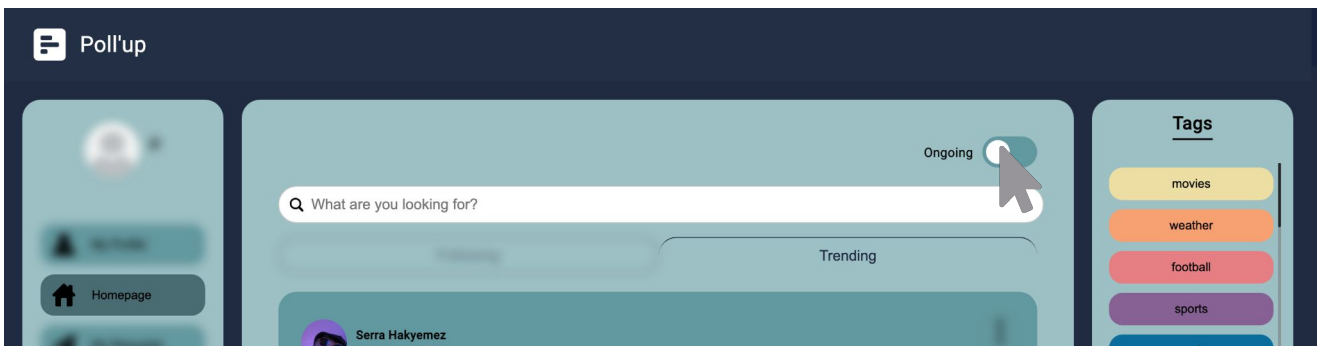 Poll'up
Ongoing
What are you looking for?
Trending
Homepage
Serra Hakyemez
Tags
movies
weather
football
sports